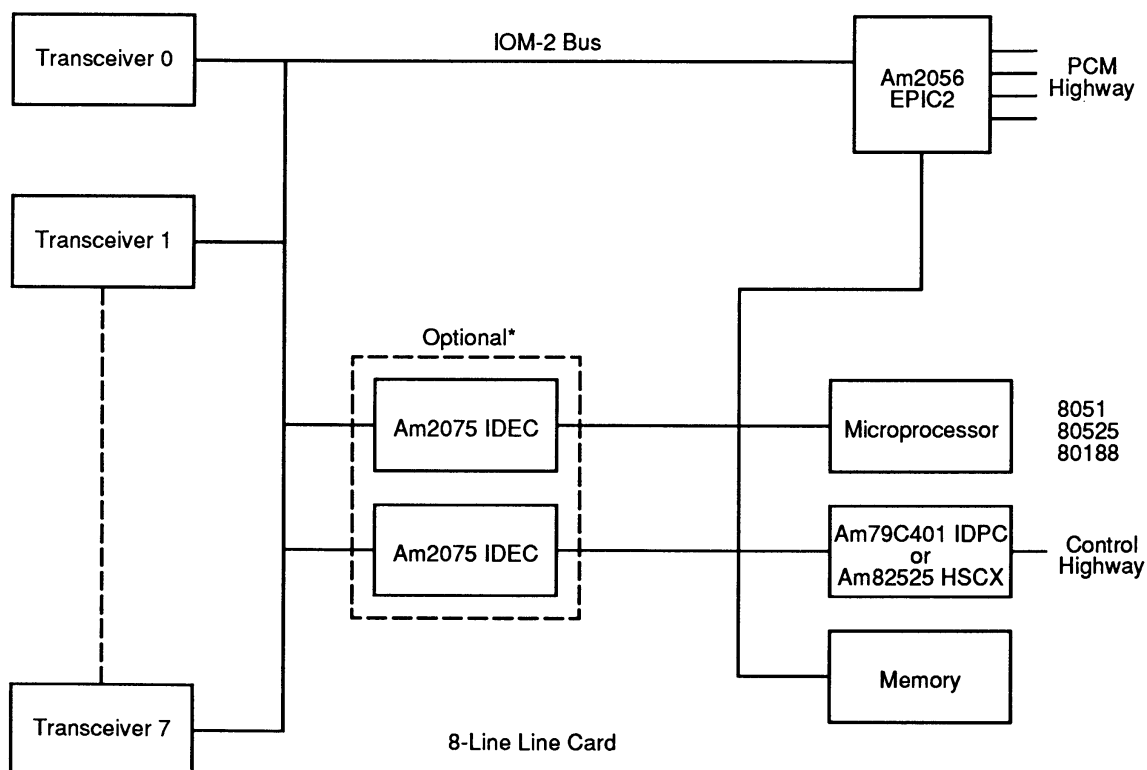 Transceiver 0
IOM-2 Bus
Am2056
EPIC2
PCM
Highway
Transceiver 1
Optional*
Am2075 IDEC
Microprocessor
8051
80525
80188
Am2075 IDEC
Am79C401 IDPC
or
Am82525 HSCX
Control
Highway
Memory
Transceiver 7
8-Line Line Card